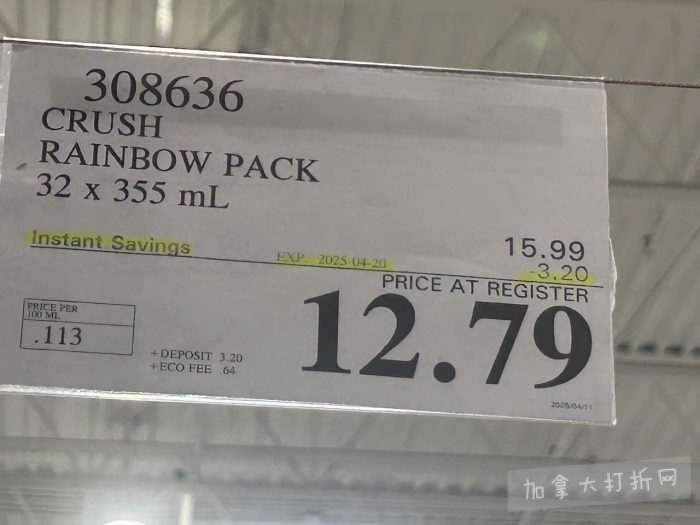 308636
CRUSH
RAINBOW PACK
32 x 355 mL
Instant Savings
EXP. 2025-04-20
15.99
-3.20
PRICE AT REGISTER
12.79
PRICE PER
100 ML
.113
+DEPOSIT 3.20
+ECO FEE .64
2025/04/11
加拿大打折网